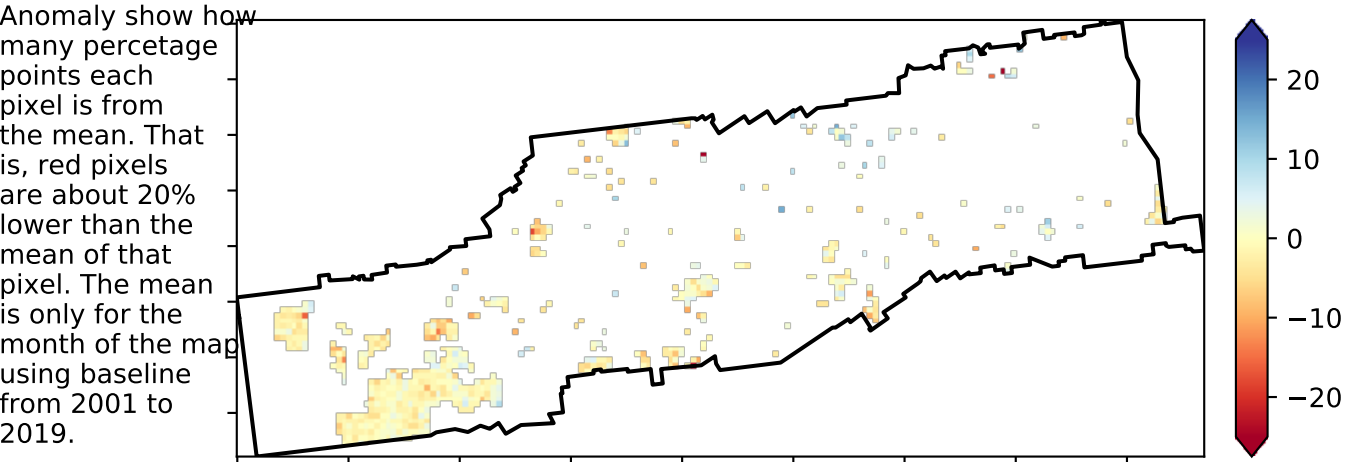 Anomaly show how
many percetage
points each
pixel is from
the mean. That
is, red pixels
are about 20%
lower than the
mean of that
pixel. The mean
is only for the
month of the map
using baseline
from 2001 to
2019.
20
10
0
−10
−20